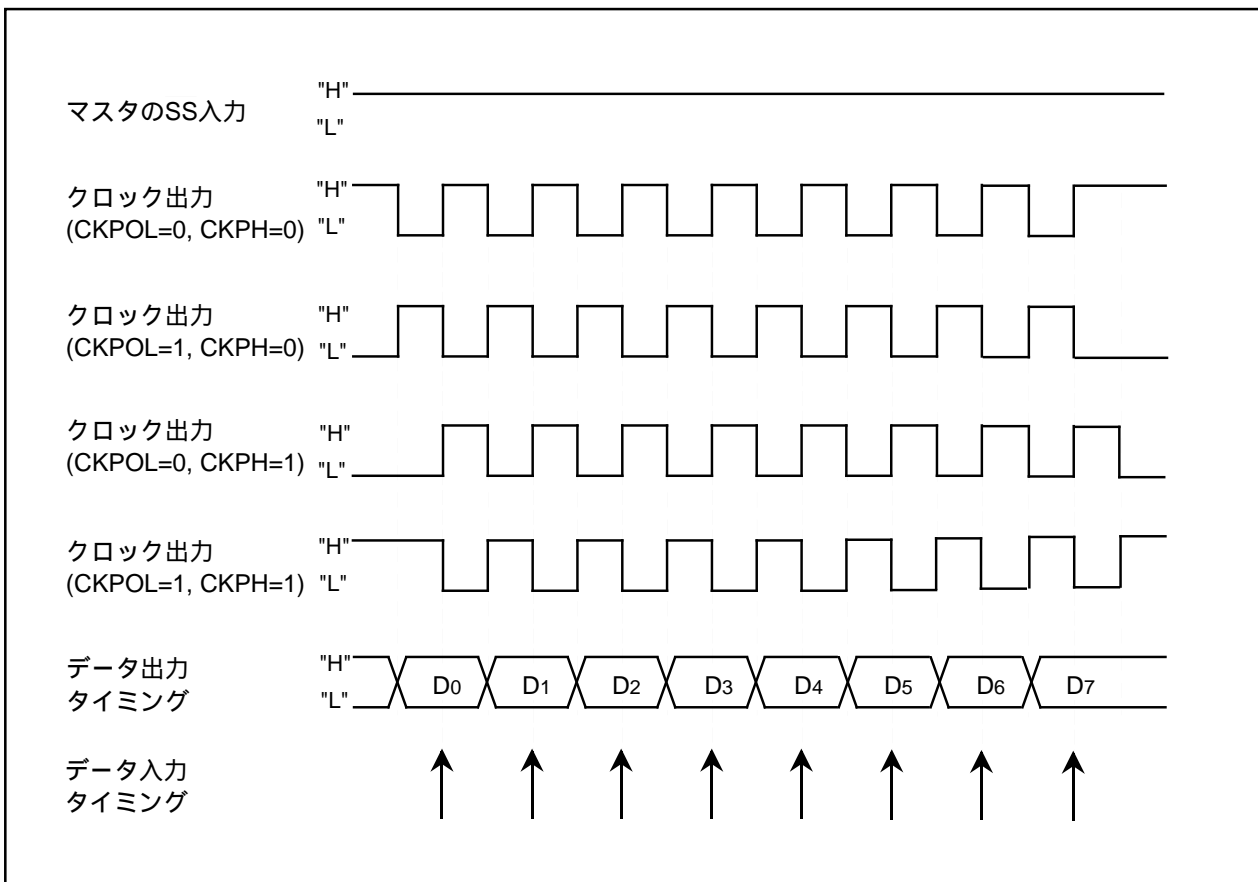 マスタのSS入力
"H"
"L"
クロック出力
(CKPOL=0, CKPH=0)
"H"
"L"
クロック出力
(CKPOL=1, CKPH=0)
"H"
"L"
クロック出力
(CKPOL=0, CKPH=1)
"H"
"L"
クロック出力
(CKPOL=1, CKPH=1)
"H"
"L"
データ出力
タイミング
"H"
"L"
D0 D1 D2 D3 D4 D5 D6 D7
データ入力
タイミング